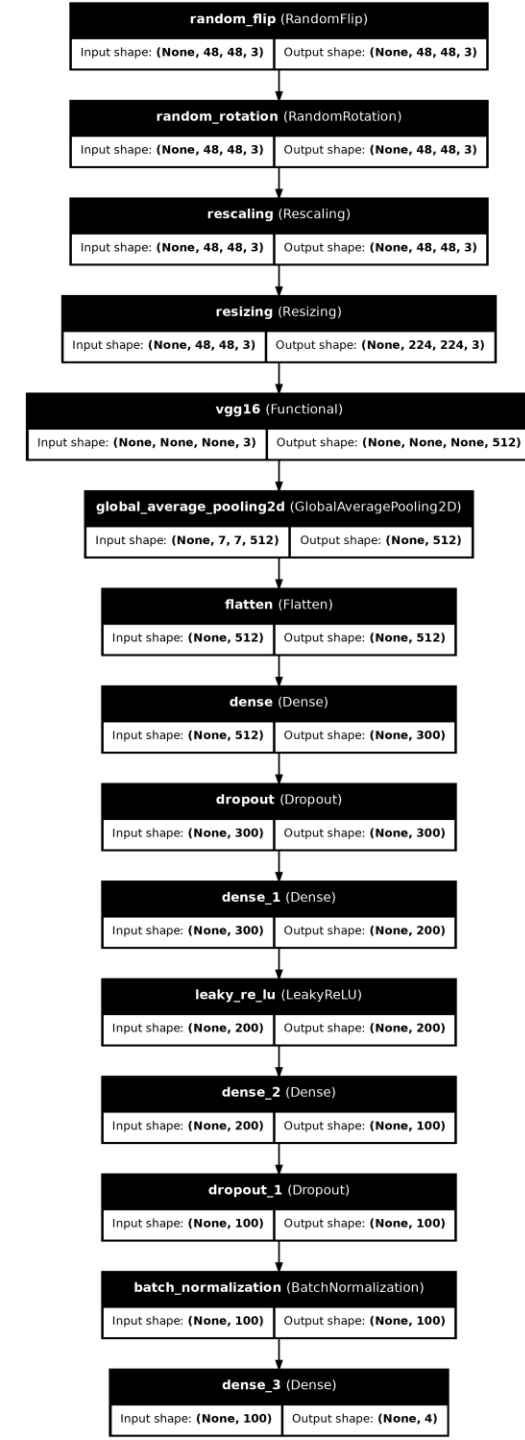 random_flip (RandomFlip)
Input shape: (None, 48, 48, 3) Output shape: (None, 48, 48, 3)
random_rotation (RandomRotation)
Input shape: (None, 48, 48, 3) Output shape: (None, 48, 48, 3)
rescaling (Rescaling)
Input shape: (None, 48, 48, 3) Output shape: (None, 48, 48, 3)
resizing (Resizing)
Input shape: (None, 48, 48, 3) Output shape: (None, 224, 224, 3)
vgg16 (Functional)
Input shape: (None, None, None, 3) Output shape: (None, None, None, 512)
global_average_pooling2d (GlobalAveragePooling2D)
Input shape: (None, 7, 7, 512) Output shape: (None, 512)
flatten (Flatten)
Input shape: (None, 512) Output shape: (None, 512)
dense (Dense)
Input shape: (None, 512) Output shape: (None, 300)
dropout (Dropout)
Input shape: (None, 300) Output shape: (None, 300)
dense_1 (Dense)
Input shape: (None, 300) Output shape: (None, 200)
leaky_re_lu (LeakyReLU)
Input shape: (None, 200) Output shape: (None, 200)
dense_2 (Dense)
Input shape: (None, 200) Output shape: (None, 100)
dropout_1 (Dropout)
Input shape: (None, 100) Output shape: (None, 100)
batch_normalization (BatchNormalization)
Input shape: (None, 100) Output shape: (None, 100)
dense_3 (Dense)
Input shape: (None, 100) Output shape: (None, 4)